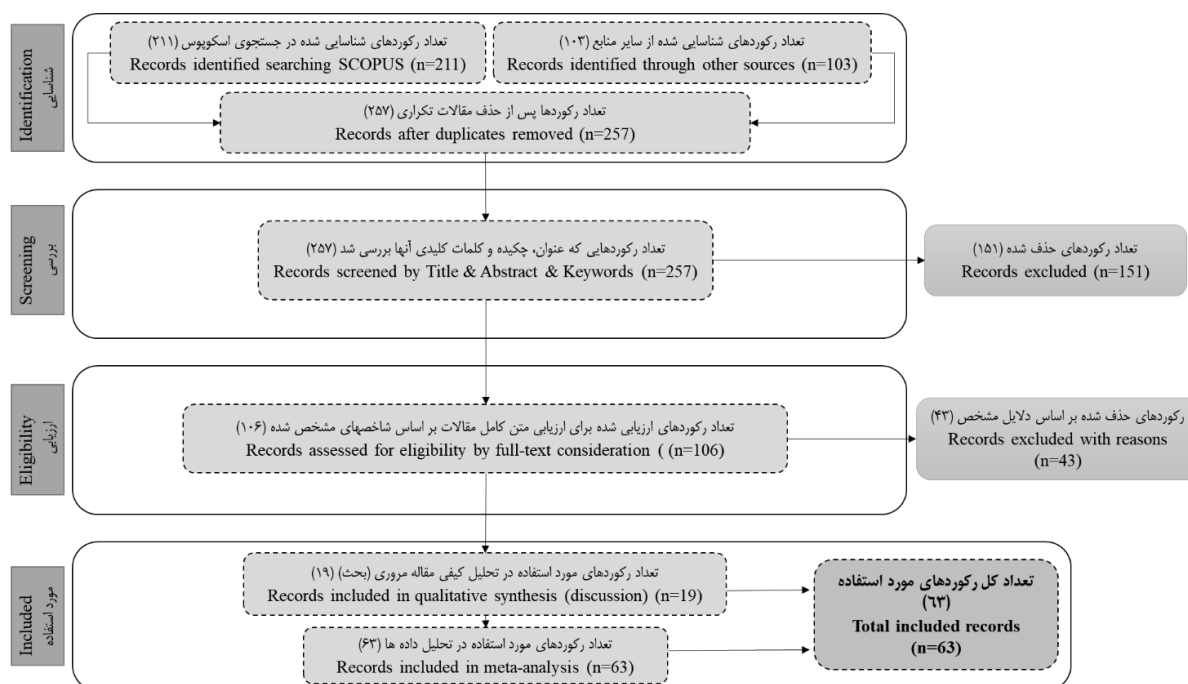 Identification
شناسایی
تعداد رکوردهای شناسایی شده در جستجوی اسکوپوس (۲۱۱)
Records identified searching SCOPUS (n=211)
تعداد رکوردهای شناسایی شده از سایر منابع (۱۰۳)
Records identified through other sources (n=103)
تعداد رکوردها پس از حذف مقالات تکراری (۲۵۷)
Records after duplicates removed (n=257)
Screening
بررسی
تعداد رکوردهایی که عنوان، چکیده و کلمات کلیدی آنها بررسی شد (۲۵۷)
Records screened by Title & Abstract & Keywords (n=257)
تعداد رکوردهای حذف شده (۱۵۱)
Records excluded (n=151)
Eligibility
ارزیابی
تعداد رکوردهای ارزیابی شده برای ارزیابی متن کامل مقالات بر اساس شاخصهای مشخص شده (۱۰۶)
Records assessed for eligibility by full-text consideration ( (n=106)
رکوردهای حذف شده بر اساس دلایل مشخص (۴۳)
Records excluded with reasons
(n=43)
Included
مورد استفاده
تعداد رکوردهای مورد استفاده در تحلیل کیفی مقاله مروری (بحث) (۱۹)
Records included in qualitative synthesis (discussion) (n=19)
تعداد رکوردهای مورد استفاده در تحلیل داده ها (۶۳)
Records included in meta-analysis (n=63)
تعداد کل رکوردهای مورد استفاده
(٦٣)
Total included records
(n=63)